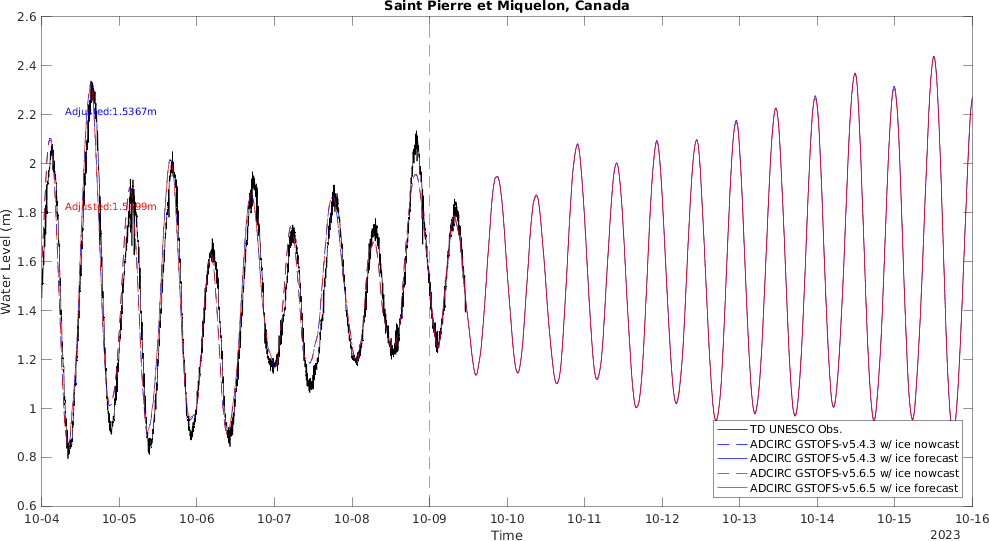 Saint Pierre et Miquelon, Canada
2.6
2.4
2.2
2
1.8
1.6
1.4
1.2
1
0.8
0.6
Water Level (m)
Adjusted:1.5367m
10-04
10-05
10-06
10-07
10-08
10-09
10-10
10-11
10-12
10-13
10-14
10-15
10-16
Time
2023
TD UNESCO Obs.
ADCIRC GSTOFS-v5.4.3 w/ ice nowcast
ADCIRC GSTOFS-v5.4.3 w/ ice forecast
ADCIRC GSTOFS-v5.6.5 w/ ice nowcast
ADCIRC GSTOFS-v5.6.5 w/ ice forecast